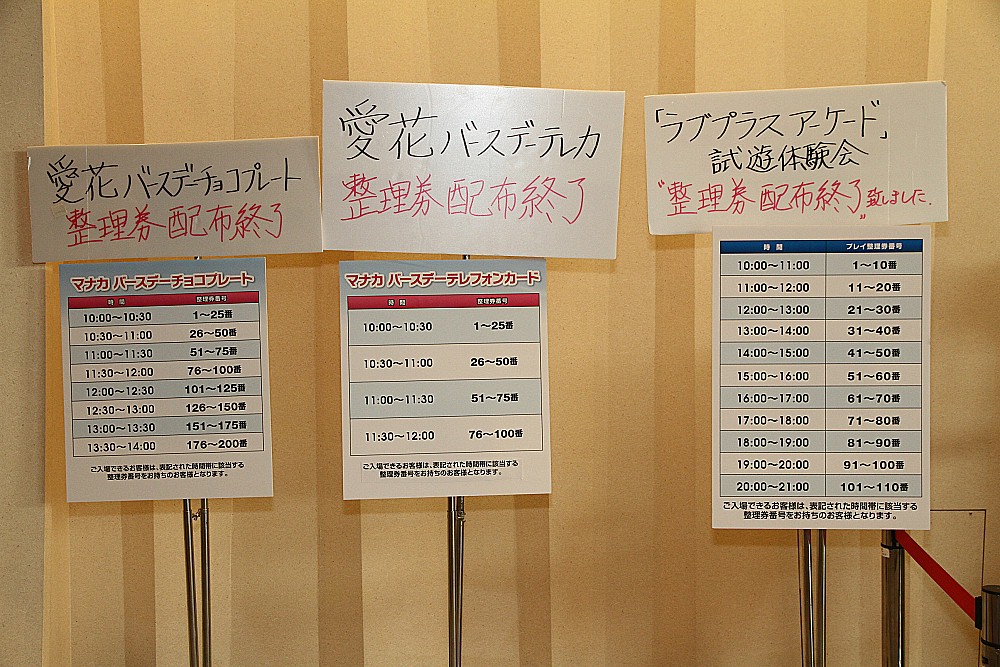 愛花バースデーチョコプレート
整理券配布終了
マナカ バースデーチョコプレート
時 間 整理券番号
10:00〜10:30 1〜25番
10:30〜11:00 26〜50番
11:00〜11:30 51〜75番
11:30〜12:00 76〜100番
12:00〜12:30 101〜125番
12:30〜13:00 126〜150番
13:00〜13:30 151〜175番
13:30〜14:00 176〜200番
ご入場できるお客様は、表記された時間帯に該当する
整理券番号をお持ちのお客様となります。
愛花バースデーテレカ
整理券配布終了
マナカ バースデーテレフォンカード
時 間 整理券番号
10:00〜10:30 1〜25番
10:30〜11:00 26〜50番
11:00〜11:30 51〜75番
11:30〜12:00 76〜100番
ご入場できるお客様は、表記された時間帯に該当する
整理券番号をお持ちのお客様となります。
「ラブプラスアーケード」
試遊体験会
"整理券配布終了"致しました.
時 間 プレイ整理券番号
10:00〜11:00 1〜10番
11:00〜12:00 11〜20番
12:00〜13:00 21〜30番
13:00〜14:00 31〜40番
14:00〜15:00 41〜50番
15:00〜16:00 51〜60番
16:00〜17:00 61〜70番
17:00〜18:00 71〜80番
18:00〜19:00 81〜90番
19:00〜20:00 91〜100番
20:00〜21:00 101〜110番
ご入場できるお客様は、表記された時間帯に該当する
整理券番号をお持ちのお客様となります。